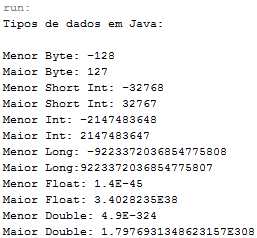 run:
Tipos de dados em Java:
Menor Byte: -128
Maior Byte: 127
Menor Short Int: -32768
Maior Short Int: 32767
Menor Int: -2147483648
Maior Int: 2147483647
Menor Long: -9223372036854775808
Maior Long:9223372036854775807
Menor Float: 1.4E-45
Maior Float: 3.4028235E38
Menor Double: 4.9E-324
Maior Double: 1.7976931348623157E308